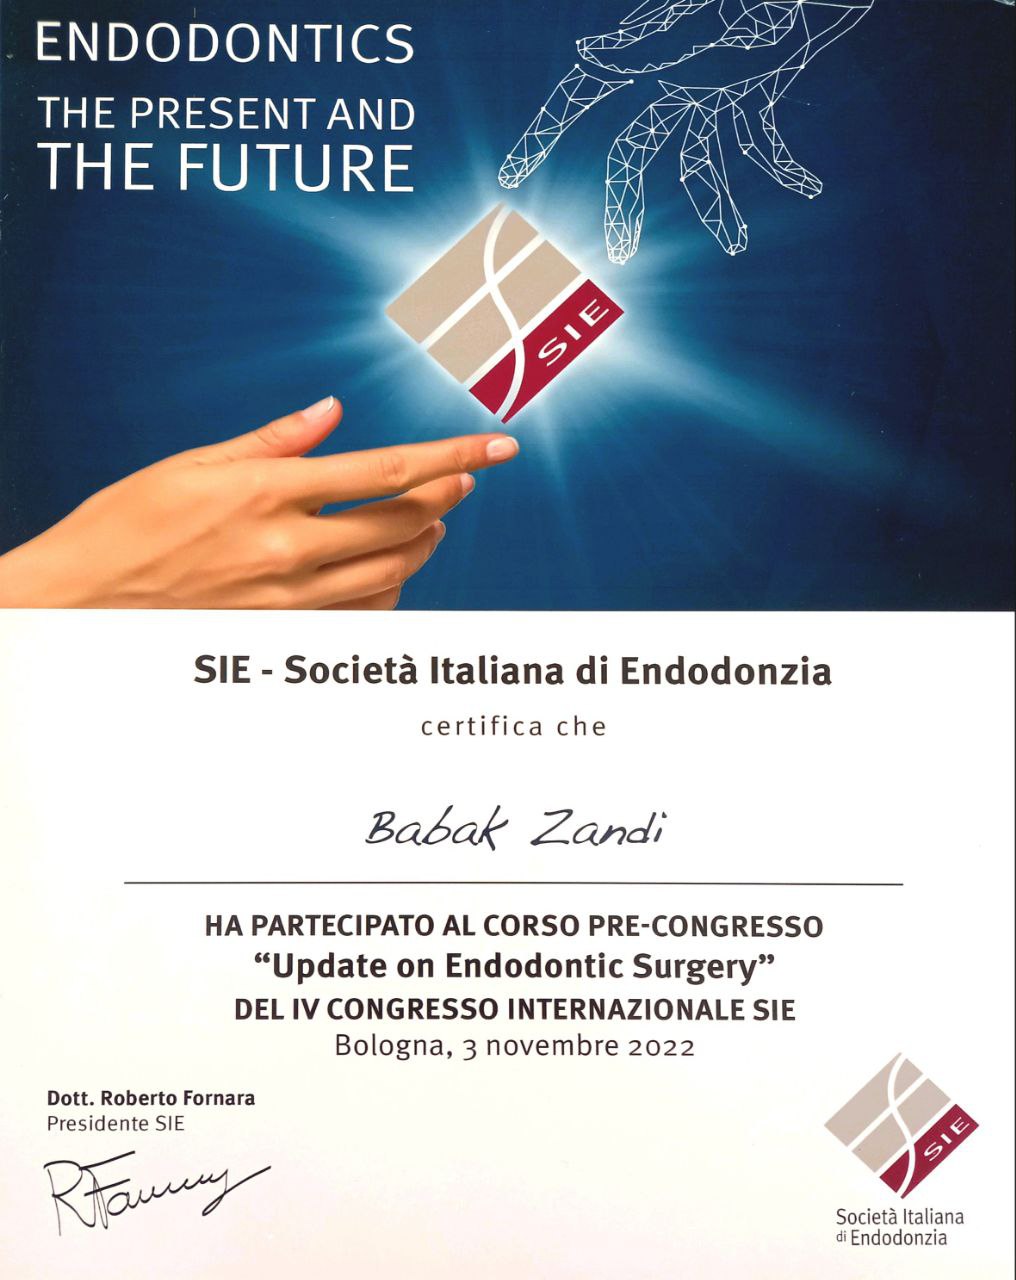 ENDODONTICS
THE PRESENT AND
THE FUTURE
SIE
SIE - Società Italiana di Endodonzia
certifica che
Babak Zandi
HA PARTECIPATO AL CORSO PRE-CONGRESSO
“Update on Endodontic Surgery”
DEL IV CONGRESSO INTERNAZIONALE SIE
Bologna, 3 novembre 2022
Dott. Roberto Fornara
Presidente SIE
SIE
Società Italiana
di Endodonzia